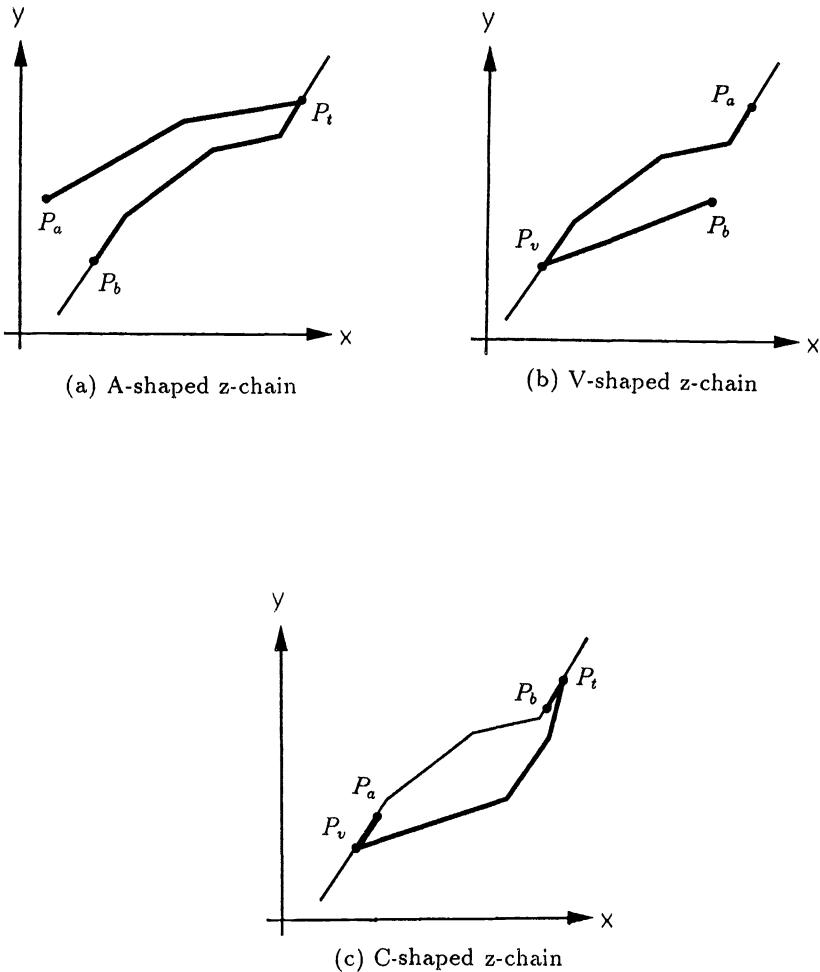 y
P_t
P_a
P_b
x
(a) A-shaped z-chain
y
P_a
P_v
P_b
x
(b) V-shaped z-chain
y
P_t
P_b
P_a
P_v
x
(c) C-shaped z-chain